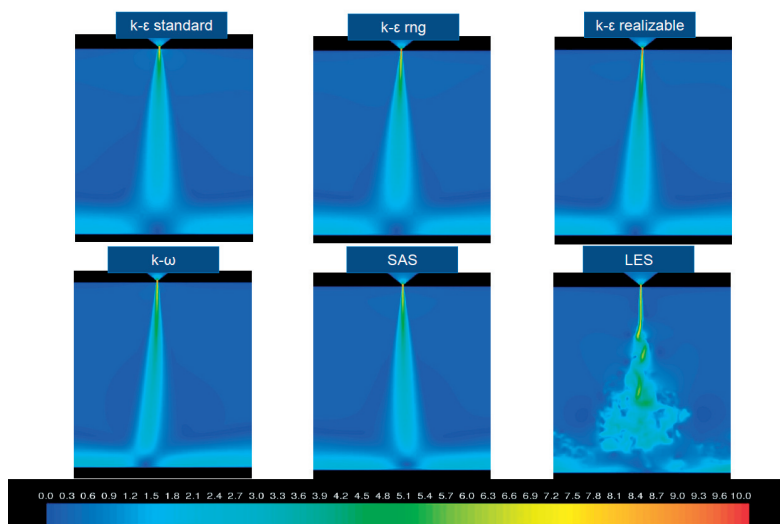 k-ε standard
k-ε rng
k-ε realizable
k-ω
SAS
LES
0.0 0.3 0.6 0.9 1.2 1.5 1.8 2.1 2.4 2.7 3.0 3.3 3.6 3.9 4.2 4.5 4.8 5.1 5.4 5.7 6.0 6.3 6.6 6.9 7.2 7.5 7.8 8.1 8.4 8.7 9.0 9.3 9.6 10.0